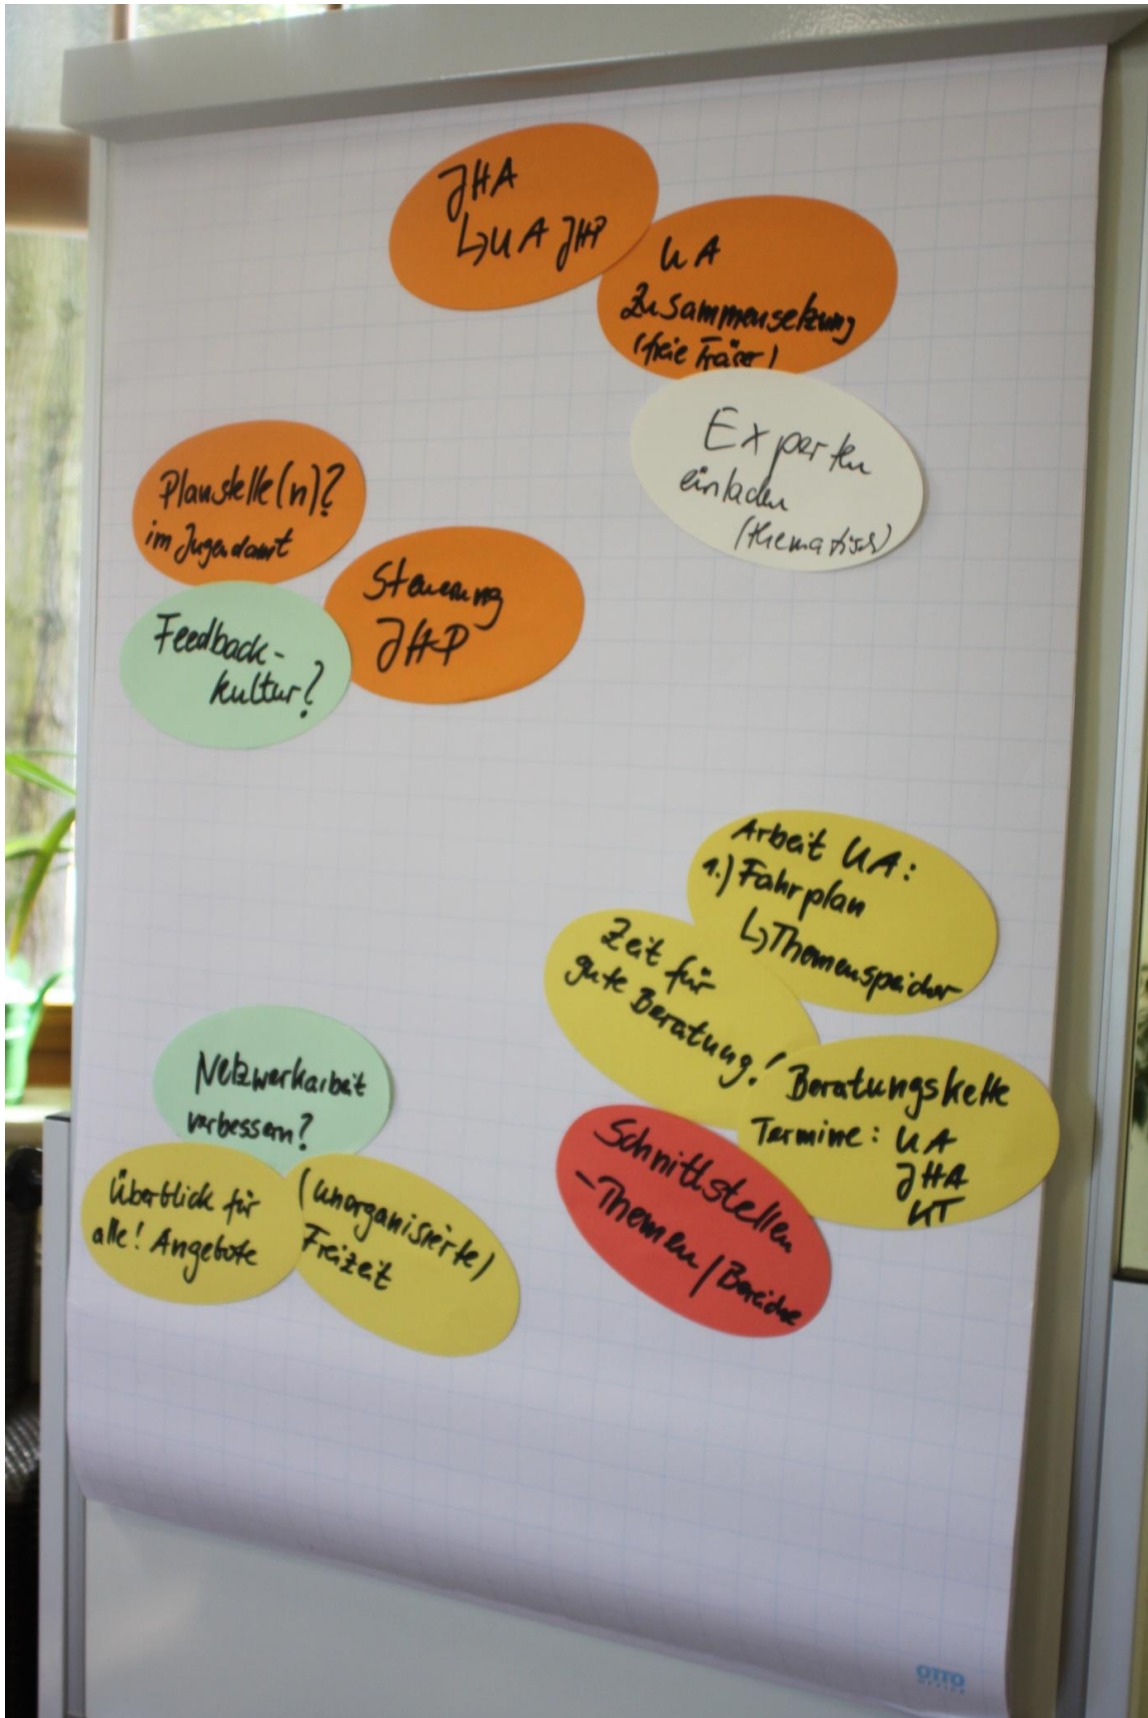 JHA
↳ UA JHP
UA
Zusammensetzung
(freie Träger)
Experten
einladen
(thematisch)
Planstelle(n)?
im Jugendamt
Steuerung
JHP
Feedback-
kultur?
Arbeit UA:
1.) Fahrplan
↳ Themenspeicher
Zeit für
gute Beratung!
Beratungskette
Termine: UA
JHA
KT
Schnittstellen
-Themen/Bereiche
Netzwerkarbeit
verbessern?
Überblick für
alle! Angebote
(unorganisierte)
Freizeit
OTTO
OFFICE